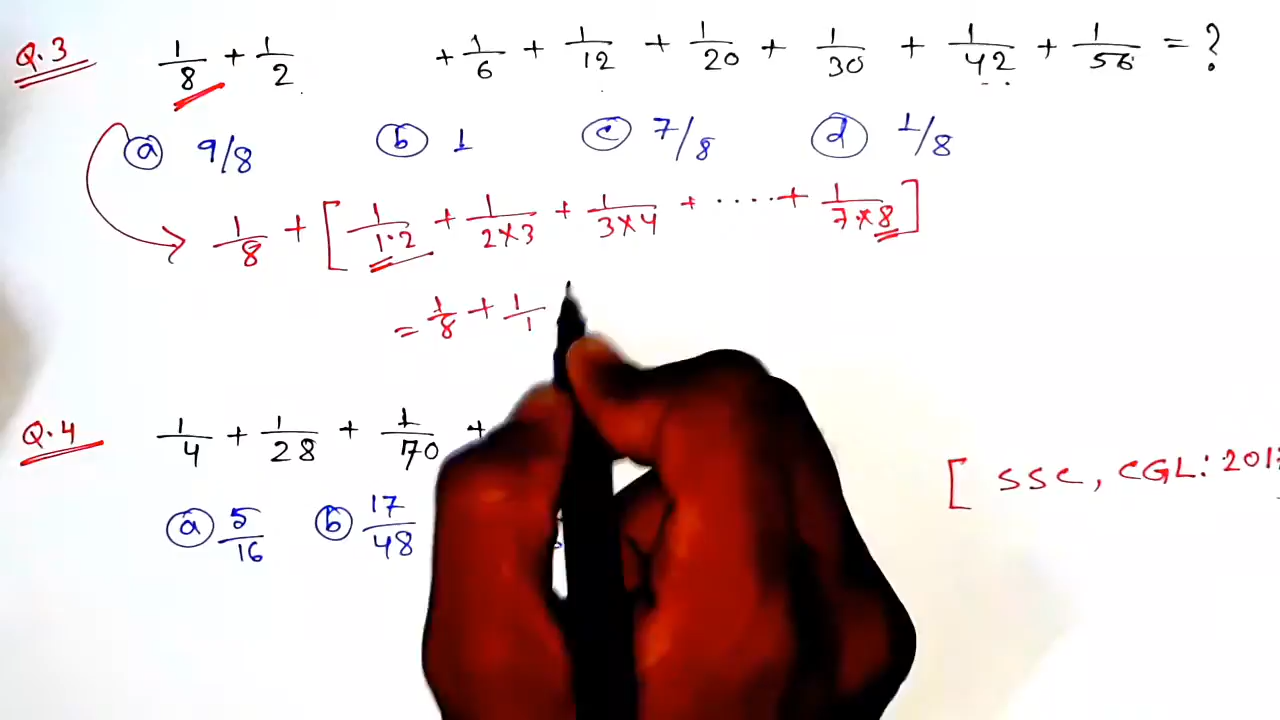 Q.3 1/8 + 1/2 + 1/6 + 1/12 + 1/20 + 1/30 + 1/42 + 1/56 = ?
(a) 9/8 (b) 1 (c) 7/8 (d) 1/8
1/8 + [ 1/1·2 + 1/2×3 + 1/3×4 + ····+ 1/7×8 ]
= 1/8 + 1/1
Q.4 1/4 + 1/28 + 1/70 +
[ SSC, CGL: 201
(a) 5/16 (b) 17/48